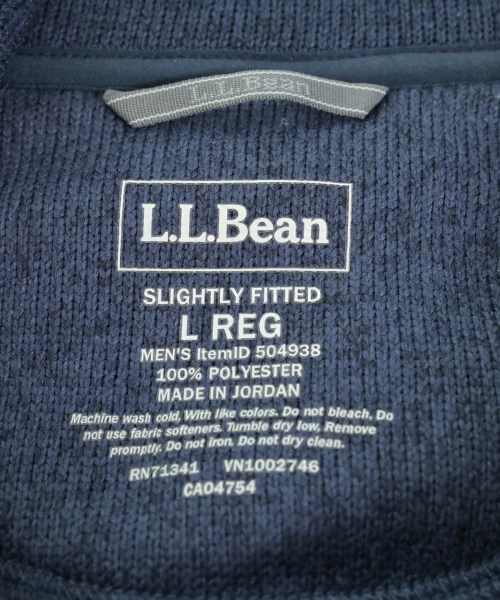 L.L.Bean
L.L.Bean
SLIGHTLY FITTED
L REG
MEN'S ItemID 504938
100% POLYESTER
MADE IN JORDAN
Machine wash cold. With like colors. Do not bleach. Do
not use fabric softeners. Tumble dry low. Remove
promptly. Do not iron. Do not dry clean.
RN71341 VN1002746
CA04754